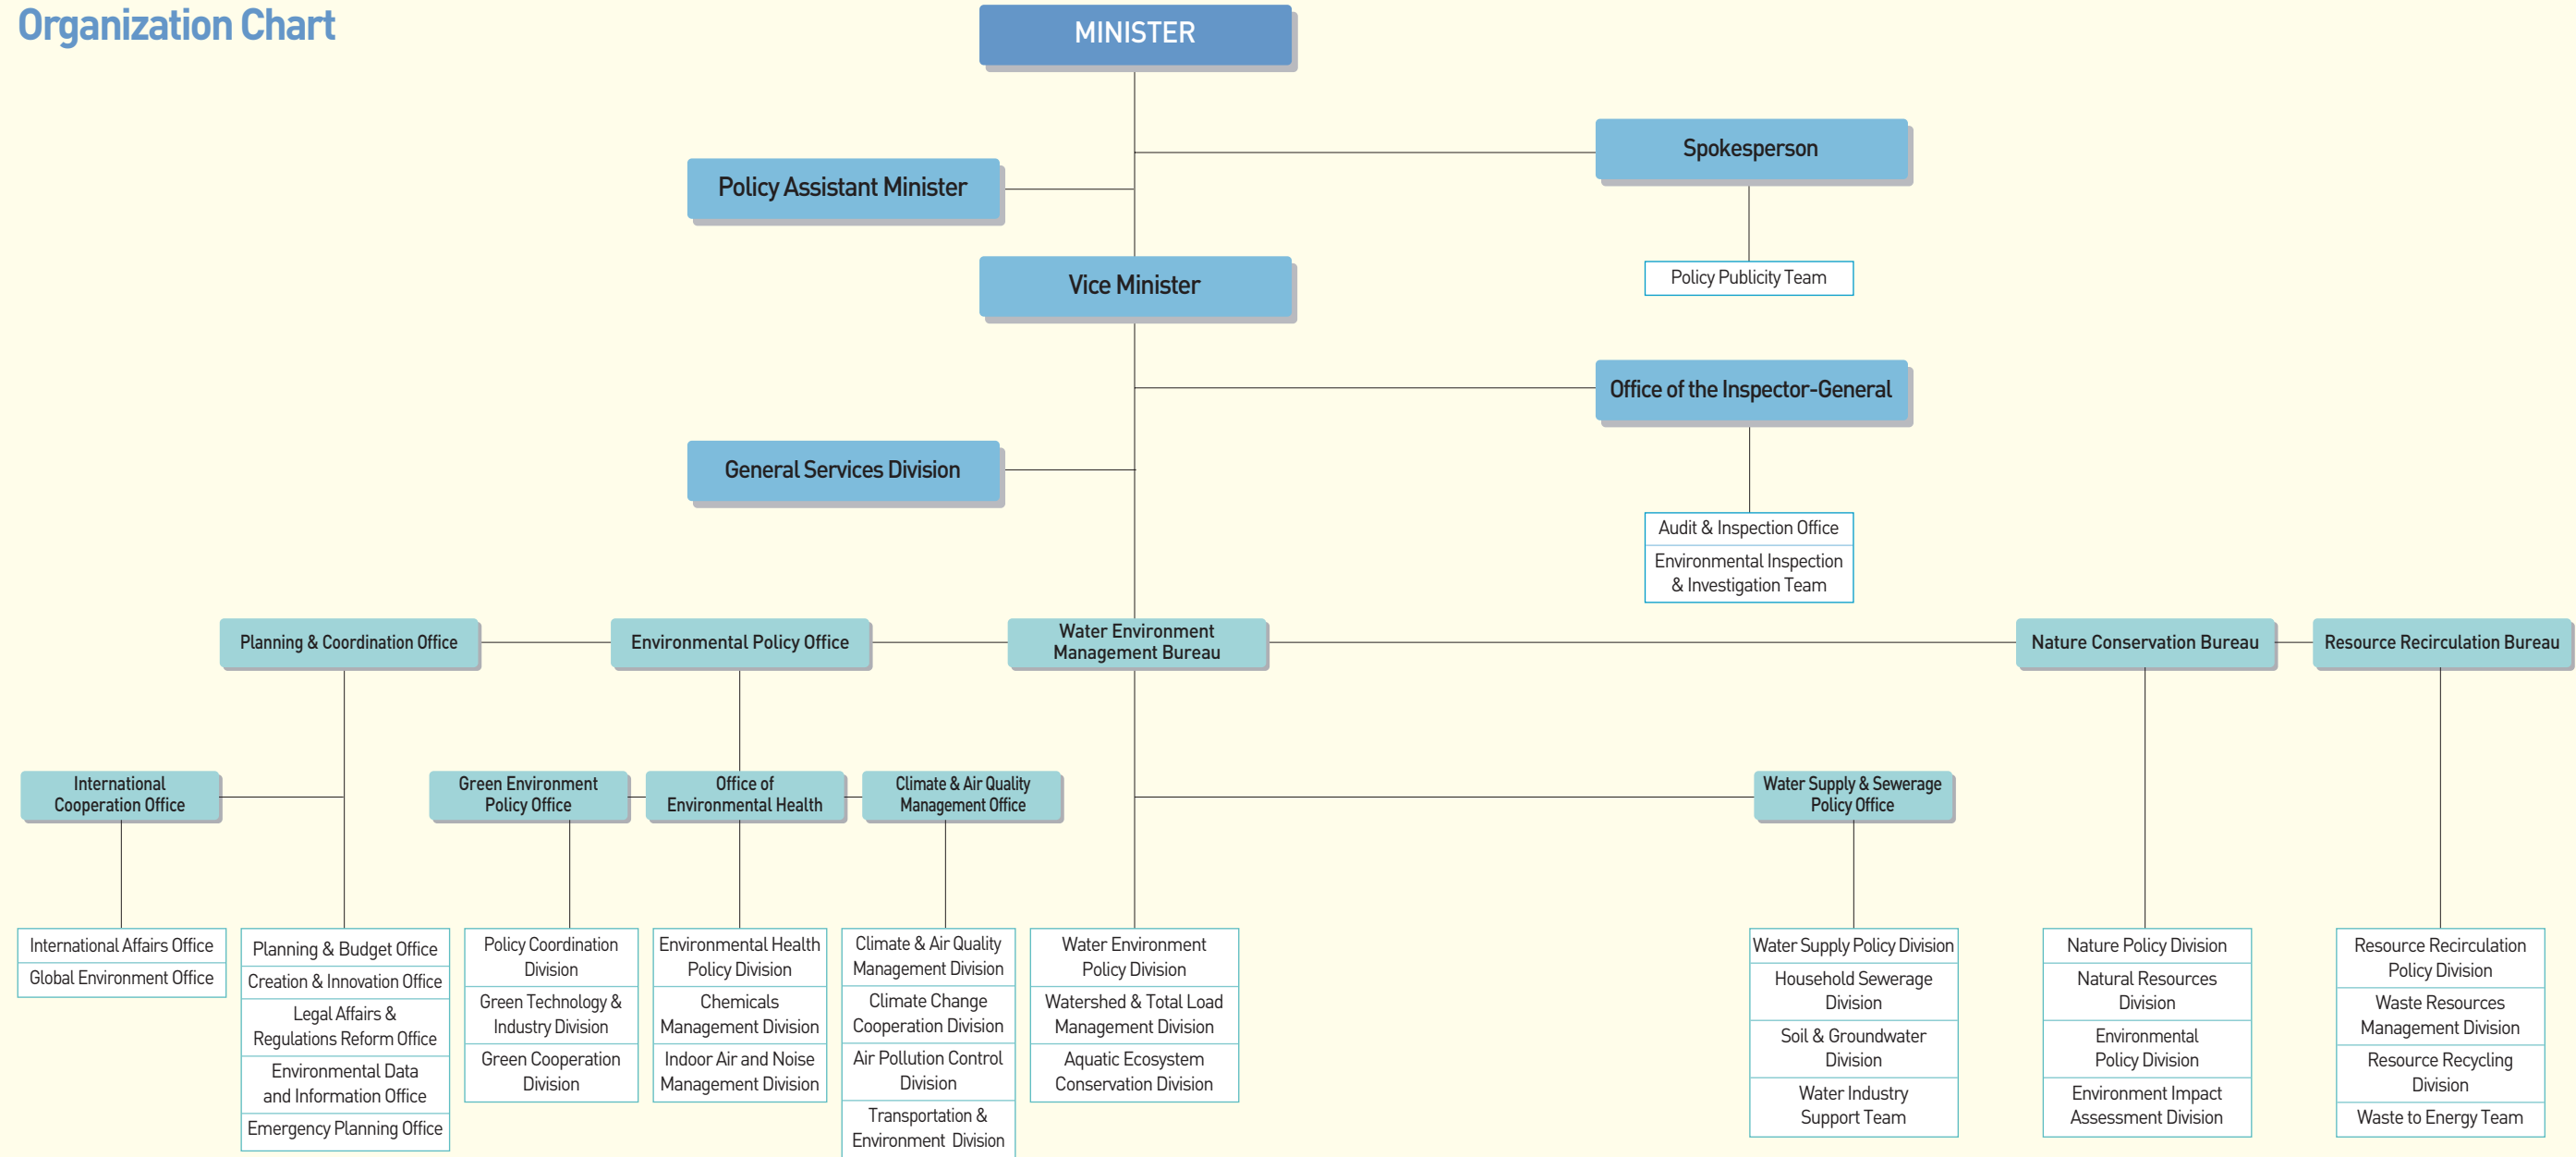 Organization Chart
MINISTER
Spokesperson
Policy Assistant Minister
Policy Publicity Team
Vice Minister
Office of the Inspector-General
General Services Division
Audit & Inspection Office
Environmental Inspection
& Investigation Team
Planning & Coordination Office
Environmental Policy Office
Water Environment
Management Bureau
Nature Conservation Bureau
Resource Recirculation Bureau
International
Cooperation Office
Green Environment
Policy Office
Office of
Environmental Health
Climate & Air Quality
Management Office
Water Supply & Sewerage
Policy Office
International Affairs Office
Global Environment Office
Planning & Budget Office
Creation & Innovation Office
Legal Affairs &
Regulations Reform Office
Environmental Data
and Information Office
Emergency Planning Office
Policy Coordination
Division
Green Technology &
Industry Division
Green Cooperation
Division
Environmental Health
Policy Division
Chemicals
Management Division
Indoor Air and Noise
Management Division
Climate & Air Quality
Management Division
Climate Change
Cooperation Division
Air Pollution Control
Division
Transportation &
Environment Division
Water Environment
Policy Division
Watershed & Total Load
Management Division
Aquatic Ecosystem
Conservation Division
Water Supply Policy Division
Household Sewerage
Division
Soil & Groundwater
Division
Water Industry
Support Team
Nature Policy Division
Natural Resources
Division
Environmental
Policy Division
Environment Impact
Assessment Division
Resource Recirculation
Policy Division
Waste Resources
Management Division
Resource Recycling
Division
Waste to Energy Team